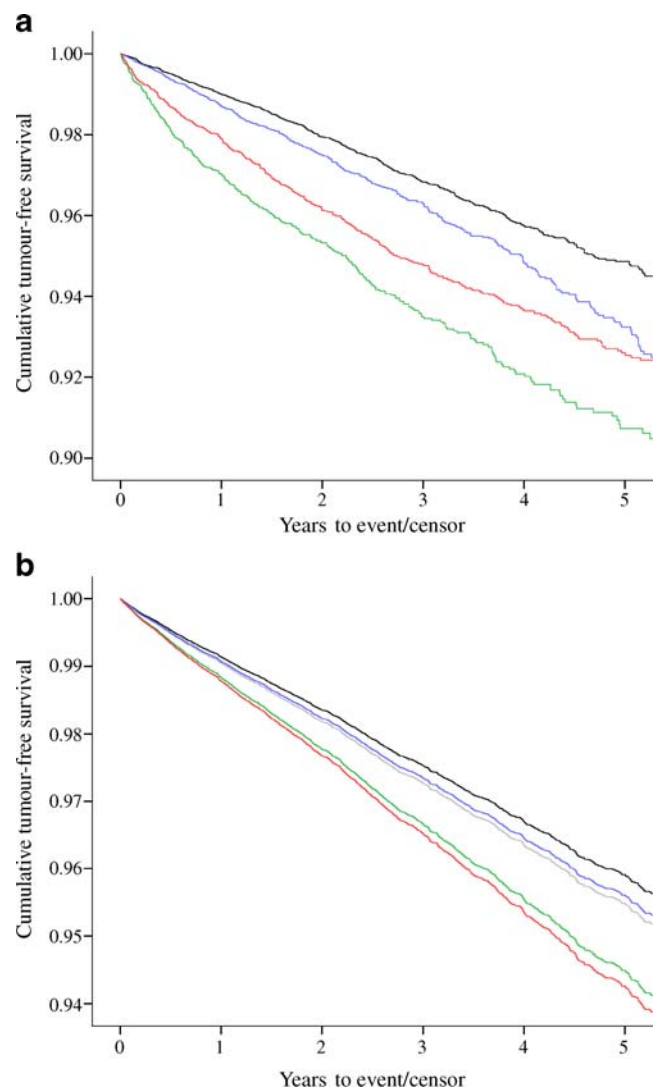 a
1.00
0.98
0.96
0.94
0.92
0.90
Cumulative tumour-free survival
0 1 2 3 4 5
Years to event/censor
b
1.00
0.99
0.98
0.97
0.96
0.95
0.94
Cumulative tumour-free survival
0 1 2 3 4 5
Years to event/censor